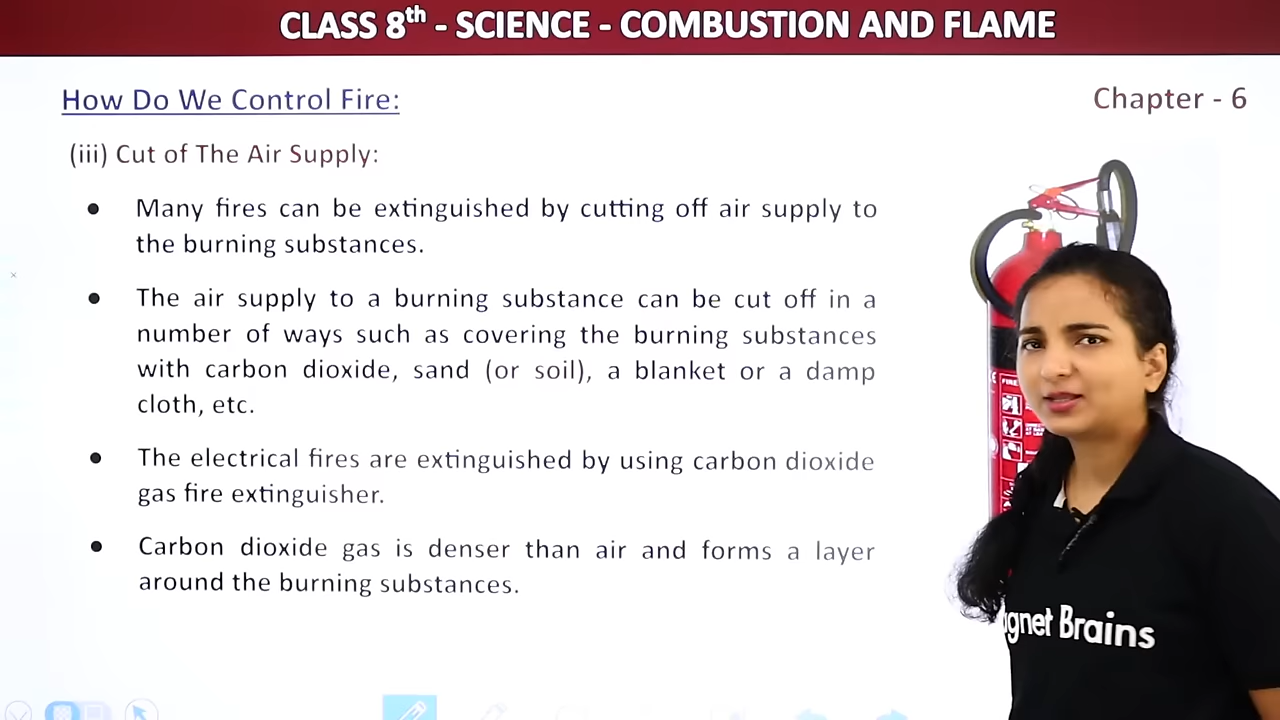 CLASS 8th - SCIENCE - COMBUSTION AND FLAME
How Do We Control Fire:
Chapter - 6
(iii) Cut of The Air Supply:
● Many fires can be extinguished by cutting off air supply to
the burning substances.
● The air supply to a burning substance can be cut off in a
number of ways such as covering the burning substances
with carbon dioxide, sand (or soil), a blanket or a damp
cloth, etc.
● The electrical fires are extinguished by using carbon dioxide
gas fire extinguisher.
● Carbon dioxide gas is denser than air and forms a layer
around the burning substances.
FIRE
agnet Brains